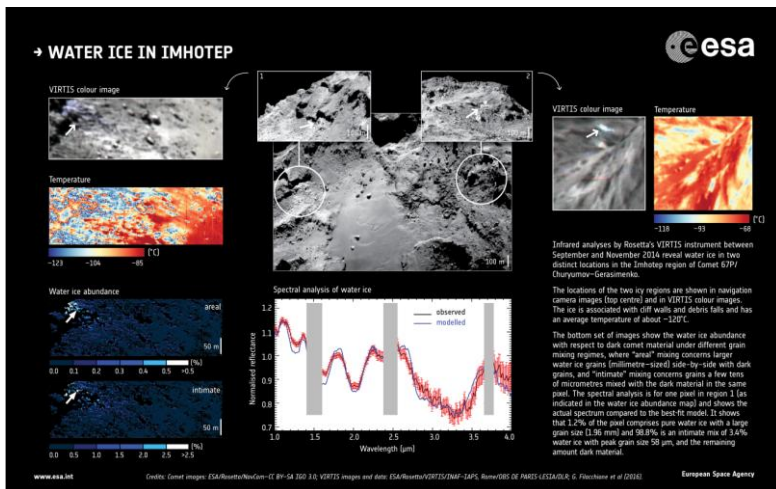 → WATER ICE IN IMHOTEP
esa
VIRTIS colour image
Temperature
-123 -104 -85 [°C]
Water ice abundance
areal
50 m
0.0 0.1 0.2 0.3 0.4 >0.5 [%]
intimate
50 m
0.0 0.5 1.0 1.5 2.0 >2.5 [%]
1
2
100 m
Spectral analysis of water ice
observed
modelled
Normalised reflectance
1.2
1.1
1.0
0.9
0.8
0.7
1.0 1.5 2.0 2.5 3.0 3.5 4.0
Wavelength [μm]
VIRTIS colour image
Temperature
-118 -93 -68 [°C]
Infrared analyses by Rosetta's VIRTIS instrument between
September and November 2014 reveal water ice in two
distinct locations in the Imhotep region of Comet 67P/
Churyumov–Gerasimenko.
The locations of the two icy regions are shown in navigation
camera images (top centre) and in VIRTIS colour images.
The ice is associated with cliff walls and debris falls and has
an average temperature of about –120°C.
The bottom set of images show the water ice abundance
with respect to dark comet material under different grain
mixing regimes, where "areal" mixing concerns larger
water ice grains (millimetre-sized) side-by-side with dark
grains, and "intimate" mixing concerns grains a few tens
of micrometres mixed with the dark material in the same
pixel. The spectral analysis is for one pixel in region 1 (as
indicated in the water ice abundance map) and shows the
actual spectrum compared to the best-fit model. It shows
that 1.2% of the pixel comprises pure water ice with a large
grain size (1.96 mm) and 98.8% is an intimate mix of 3.4%
water ice with peak grain size 58 μm, and the remaining
amount dark material.
www.esa.int
Credits: Comet images: ESA/Rosetta/NavCam–CC BY-SA IGO 3.0; VIRTIS images and data: ESA/Rosetta/VIRTIS/INAF-IAPS, Rome/OBS DE PARIS-LESIA/DLR; G. Filacchione et al (2016).
European Space Agency